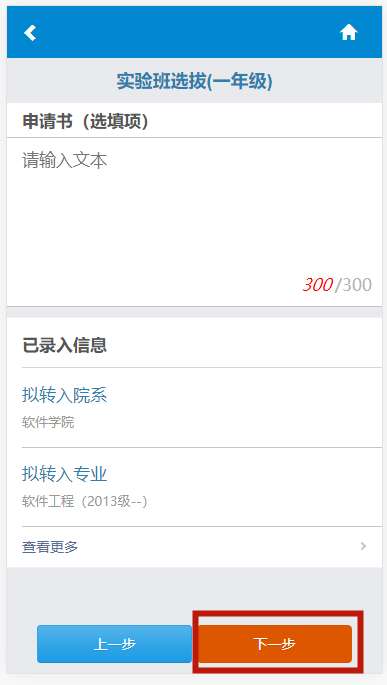 实验班选拔(一年级)
申请书（选填项）
请输入文本
300/300
已录入信息
拟转入院系
软件学院
拟转入专业
软件工程（2013级--）
查看更多
上一步
下一步